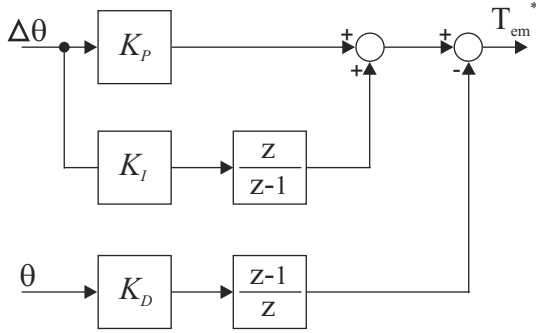 Δθ
K_P
+
+
+
-
T_em*
K_I
z
z-1
θ
K_D
z-1
z